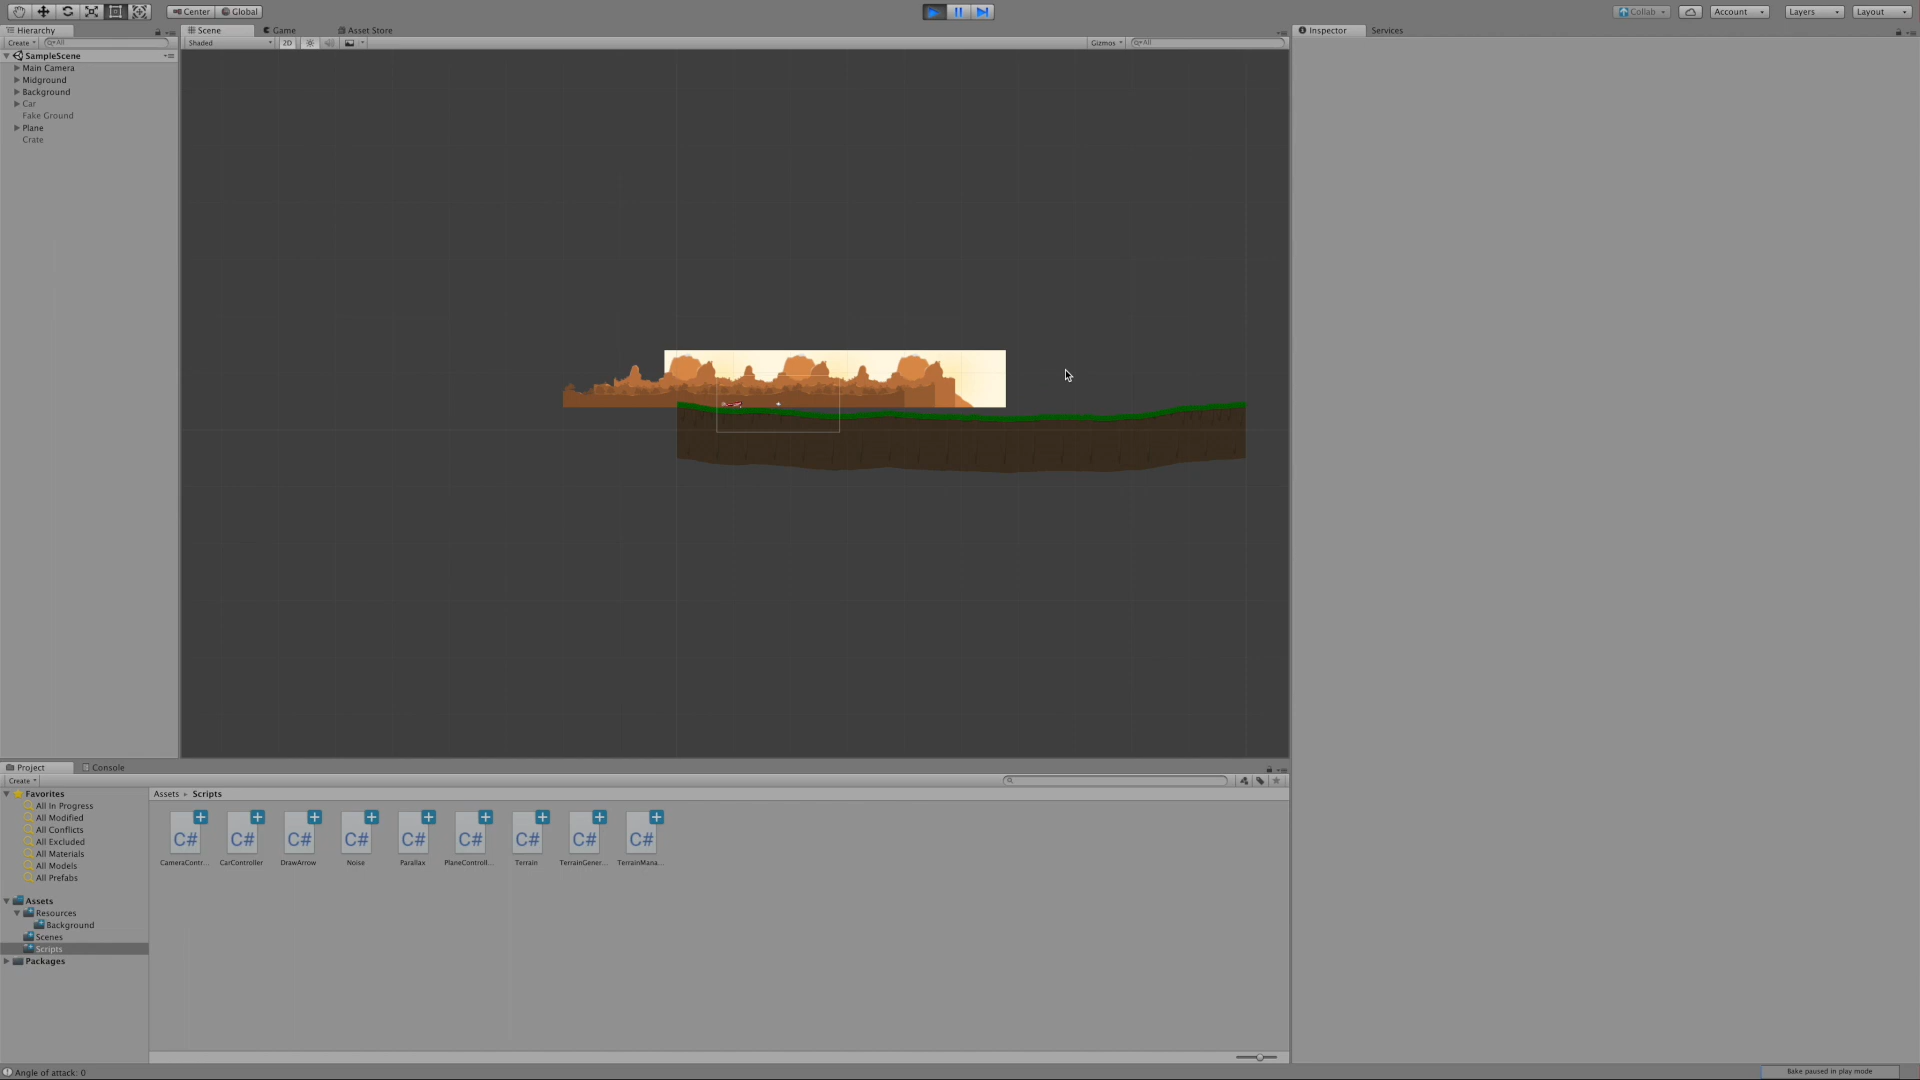 Center Global Collab Account Layers Layout
Hierarchy Scene Game Asset Store Inspector Services
Create All Shaded 2D Gizmos All
SampleScene
Main Camera
Midground
Background
Car
Fake Ground
Plane
Crate
Project Console
Create
Favorites
All In Progress
All Modified
All Conflicts
All Excluded
All Materials
All Models
All Prefabs
Assets
Resources
Background
Scenes
Scripts
Packages
Assets Scripts
C# C# C# C# C# C# C# C# C#
CameraContr... CarController DrawArrow Noise Parallax PlaneControll... Terrain TerrainGener... TerrainMana...
Angle of attack: 0 Bake paused in play mode